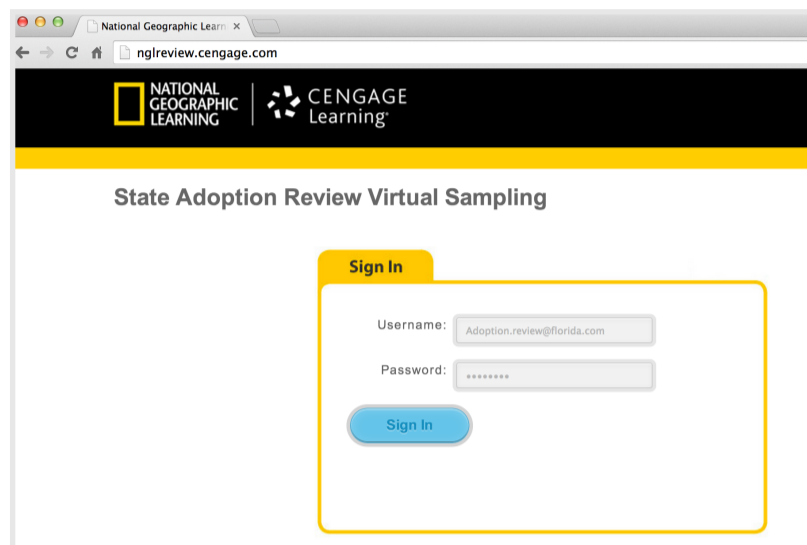 National Geographic Learn
nglreview.cengage.com
NATIONAL
GEOGRAPHIC
LEARNING
CENGAGE
Learning®
State Adoption Review Virtual Sampling
Sign In
Username: Adoption.review@florida.com
Password: ••••••••
Sign In